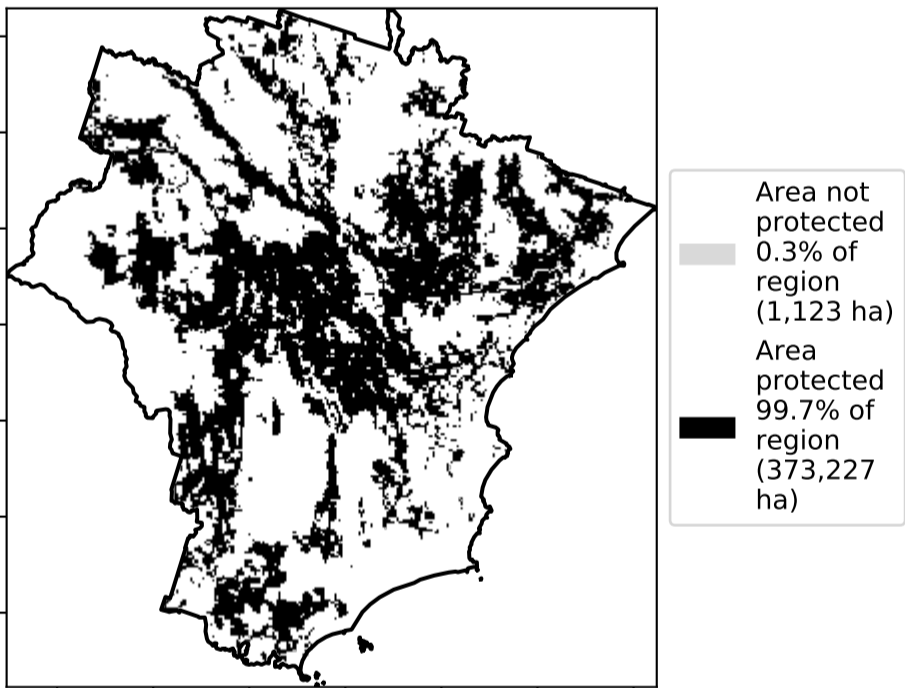 Area not
protected
0.3% of
region
(1,123 ha)
Area
protected
99.7% of
region
(373,227
ha)